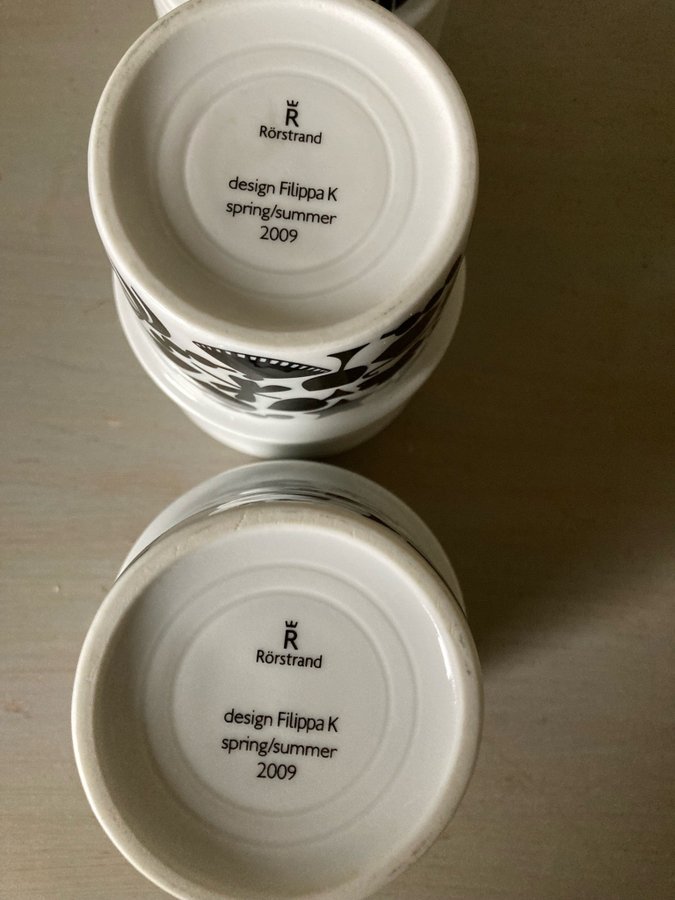 R
Rörstrand
design Filippa K
spring/summer
2009
R
Rörstrand
design Filippa K
spring/summer
2009